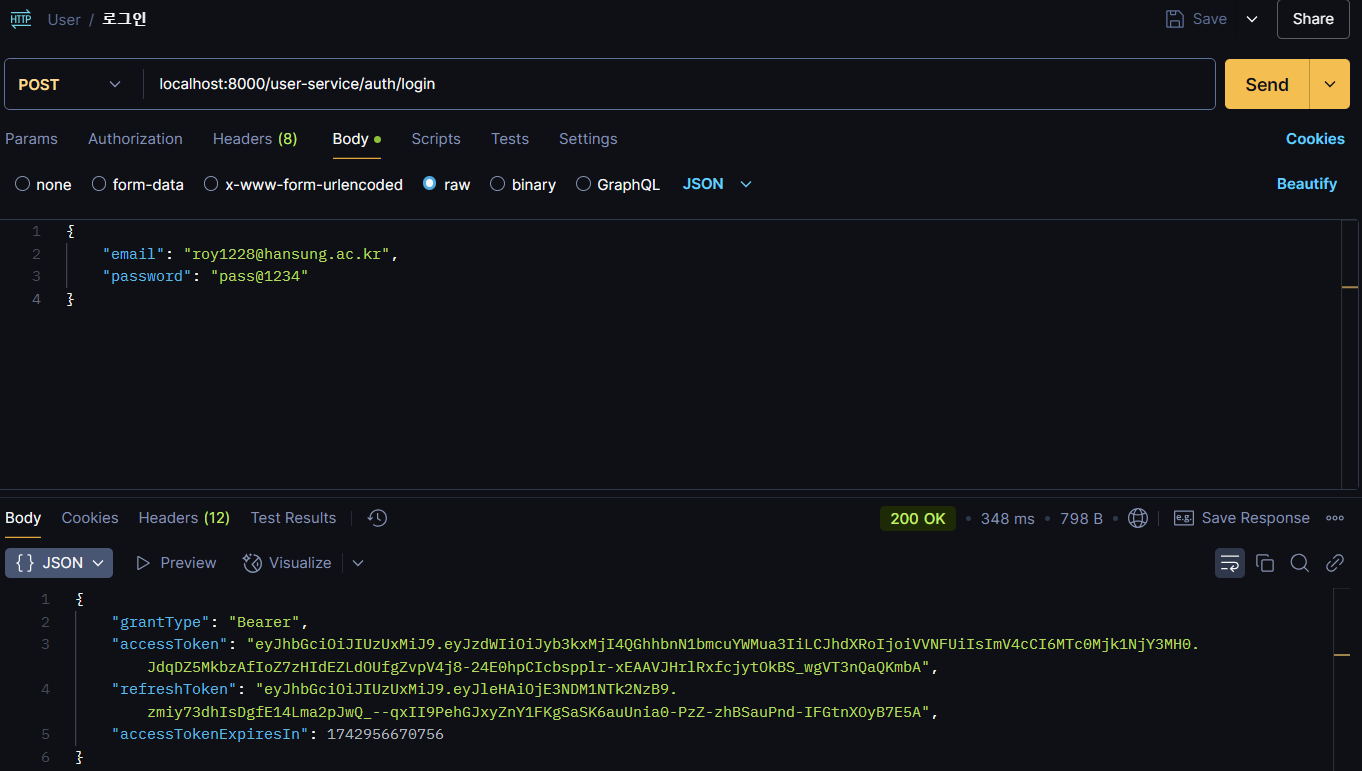 HTTP User / 로그인 Save Share
POST localhost:8000/user-service/auth/login Send
Params Authorization Headers (8) Body Scripts Tests Settings Cookies
none form-data x-www-form-urlencoded raw binary GraphQL JSON Beautify
1 {
2 "email": "roy1228@hansung.ac.kr",
3 "password": "pass@1234"
4 }
Body Cookies Headers (12) Test Results 200 OK • 348 ms • 798 B • e.g. Save Response
{} JSON Preview Visualize
1 {
2 "grantType": "Bearer",
3 "accessToken": "eyJhbGciOiJIUzUxMiJ9.eyJzdWIiOiJyb3kxMjI4QGhhbnN1bmcuYWMua3IiLCJhdXRoIjoiVVNFUiIsImV4cCI6MTc0Mjk1NjY3MH0.
JdqDZ5MkbzAfIoZ7zHIdEZLdOUfgZvpV4j8-24E0hpCIcbspplr-xEAAVJHrlRxfcjytOkBS_wgVT3nQaQKmbA",
4 "refreshToken": "eyJhbGciOiJIUzUxMiJ9.eyJleHAiOjE3NDM1NTk2NzB9.
zmiy73dhIsDgfE14Lma2pJwQ_--qxII9PehGJxyZnY1FKgSaSK6auUnia0-PzZ-zhBSauPnd-IFGtnXOyB7E5A",
5 "accessTokenExpiresIn": 1742956670756
6 }